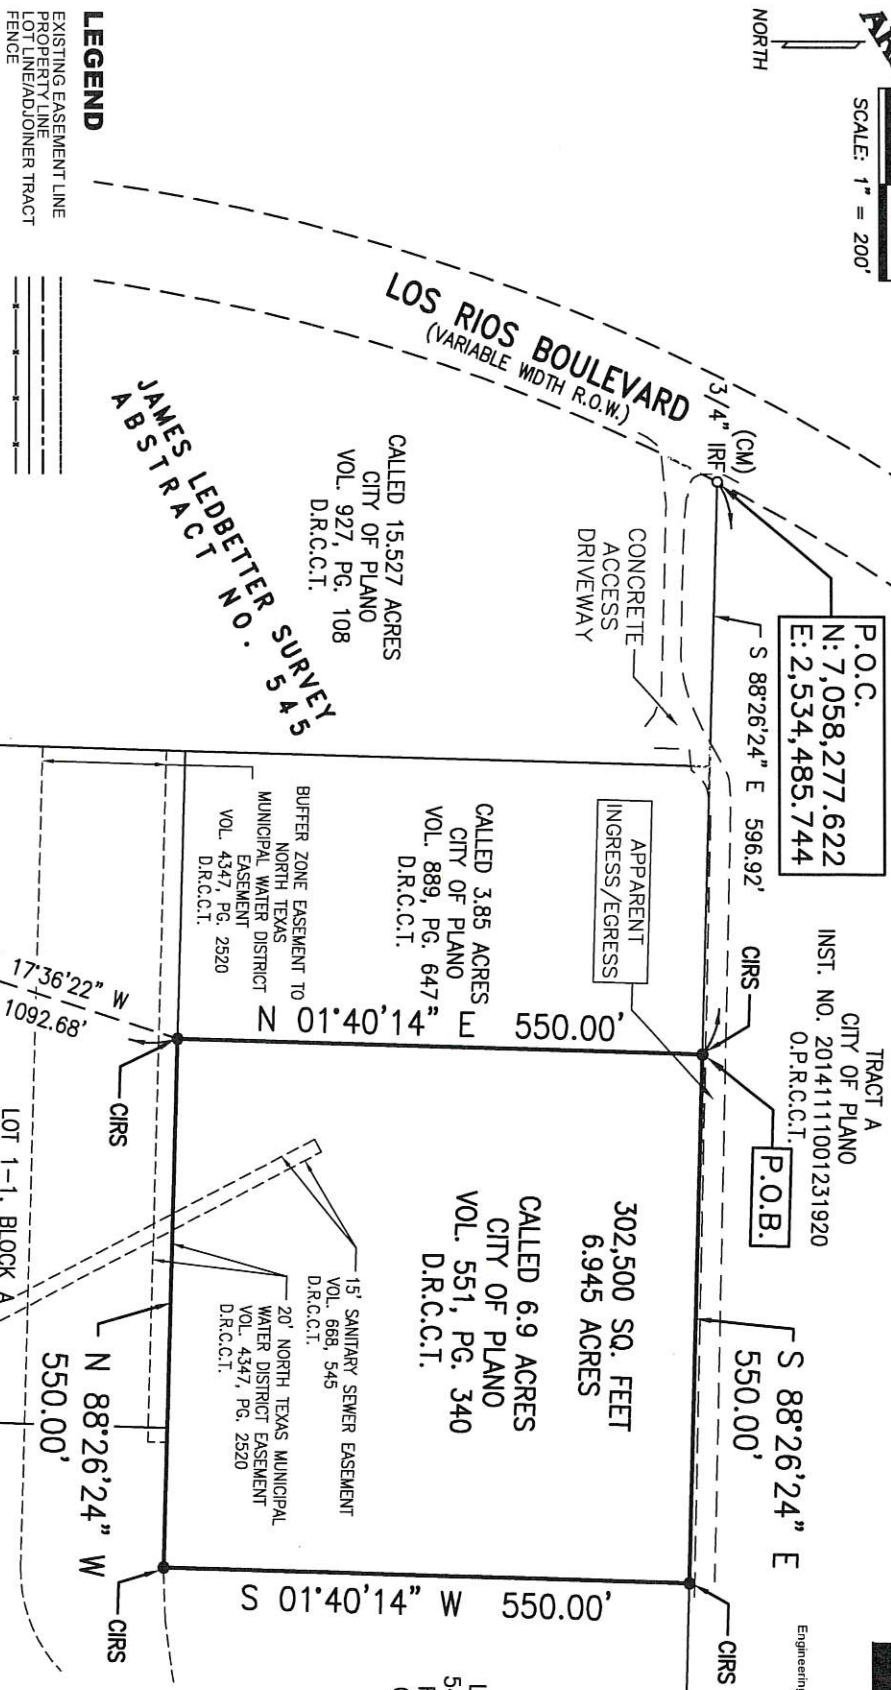 SCALE: 1" = 200'
NORTH
P.O.C.
N: 7,058,277.622
E: 2,534,485.744
TRACT A
CITY OF PLANO
INST. NO. 20141111001231920
O.P.R.C.C.T.
Engineering
S 88°26'24" E 596.92'
CIRS
P.O.B.
S 88°26'24" E
550.00'
CIRS
(CM)
3/4" IRF
LOS RIOS BOULEVARD
(VARIABLE WIDTH R.O.W.)
CONCRETE
ACCESS
DRIVEWAY
APPARENT
INGRESS/EGRESS
302,500 SQ. FEET
6.945 ACRES
CALLED 6.9 ACRES
CITY OF PLANO
VOL. 551, PG. 340
D.R.C.C.T.
CALLED 15.527 ACRES
CITY OF PLANO
VOL. 927, PG. 108
D.R.C.C.T.
CALLED 3.85 ACRES
CITY OF PLANO
VOL. 889, PG. 647
D.R.C.C.T.
N 01°40'14" E 550.00'
S 01°40'14" W 550.00'
JAMES LEDBETTER SURVEY
ABSTRACT NO. 545
BUFFER ZONE EASEMENT TO
NORTH TEXAS
MUNICIPAL WATER DISTRICT
EASEMENT
VOL. 4347, PG. 2520
D.R.C.C.T.
15' SANITARY SEWER EASEMENT
VOL. 668, 545
D.R.C.C.T.
20' NORTH TEXAS MUNICIPAL
WATER DISTRICT EASEMENT
VOL. 4347, PG. 2520
D.R.C.C.T.
CIRS
N 88°26'24" W
550.00'
CIRS
17°36'22" W
1092.68'
LOT 1-1, BLOCK A
LEGEND
EXISTING EASEMENT LINE
PROPERTY LINE
LOT LINE/ADJOINER TRACT
FENCE